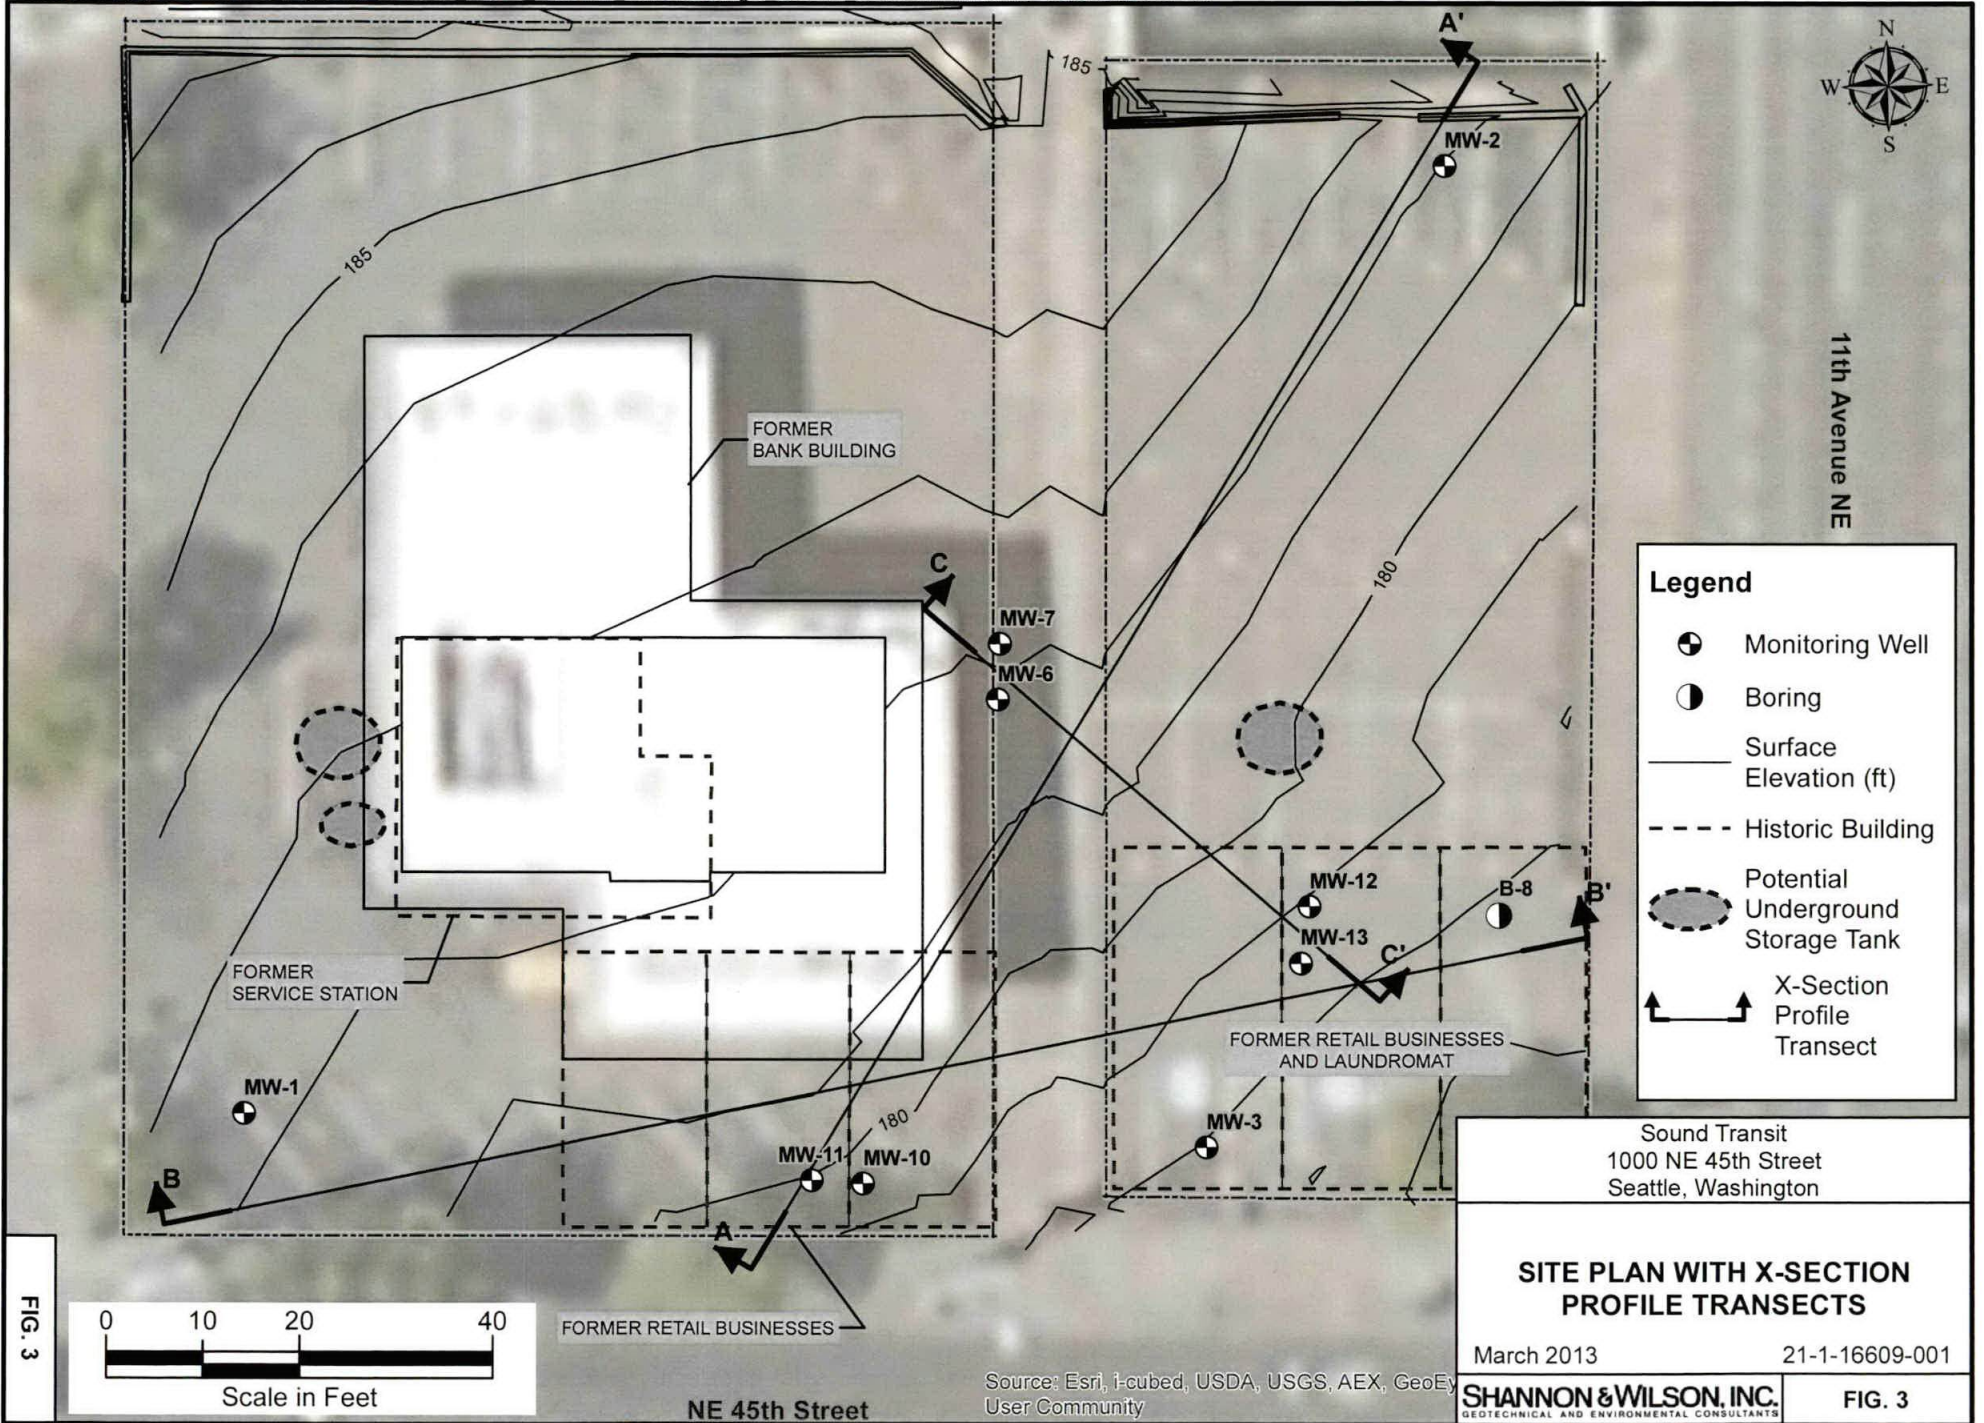 A'
N
W E
S
185
MW-2
185
11th Avenue NE
FORMER
BANK BUILDING
C
MW-7
MW-6
180
Legend
Monitoring Well
Boring
Surface
Elevation (ft)
Historic Building
Potential
Underground
Storage Tank
X-Section
Profile
Transect
MW-12
B-8
B'
MW-13
C'
FORMER
SERVICE STATION
FORMER RETAIL BUSINESSES
AND LAUNDROMAT
MW-1
180
MW-3
MW-11
MW-10
B
A
Sound Transit
1000 NE 45th Street
Seattle, Washington
SITE PLAN WITH X-SECTION
PROFILE TRANSECTS
March 2013 21-1-16609-001
SHANNON & WILSON, INC.
GEOTECHNICAL AND ENVIRONMENTAL CONSULTANTS
FIG. 3
FIG. 3
0 10 20 40
Scale in Feet
FORMER RETAIL BUSINESSES
NE 45th Street
Source: Esri, i-cubed, USDA, USGS, AEX, GeoEy
User Community